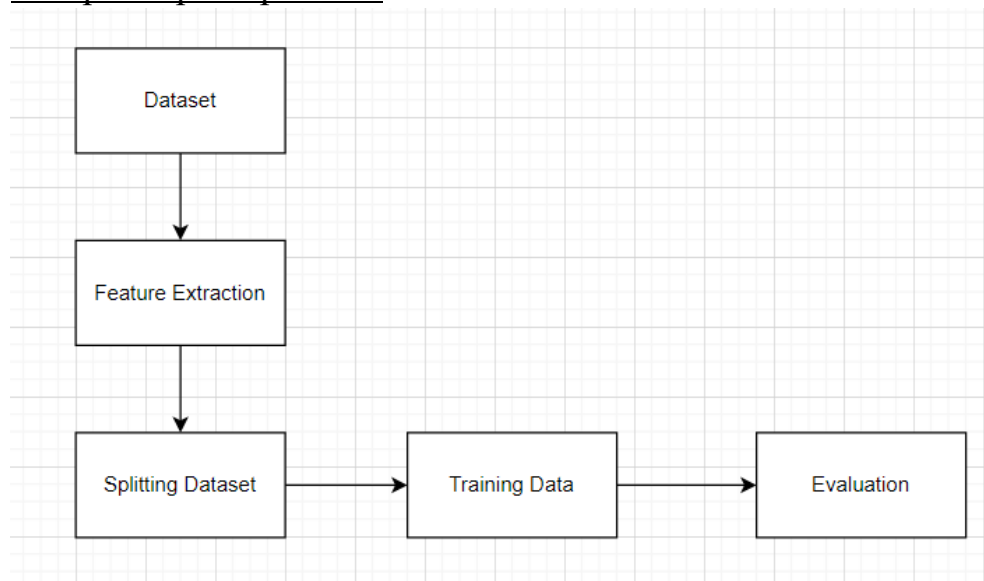 Dataset
Feature Extraction
Splitting Dataset
Training Data
Evaluation